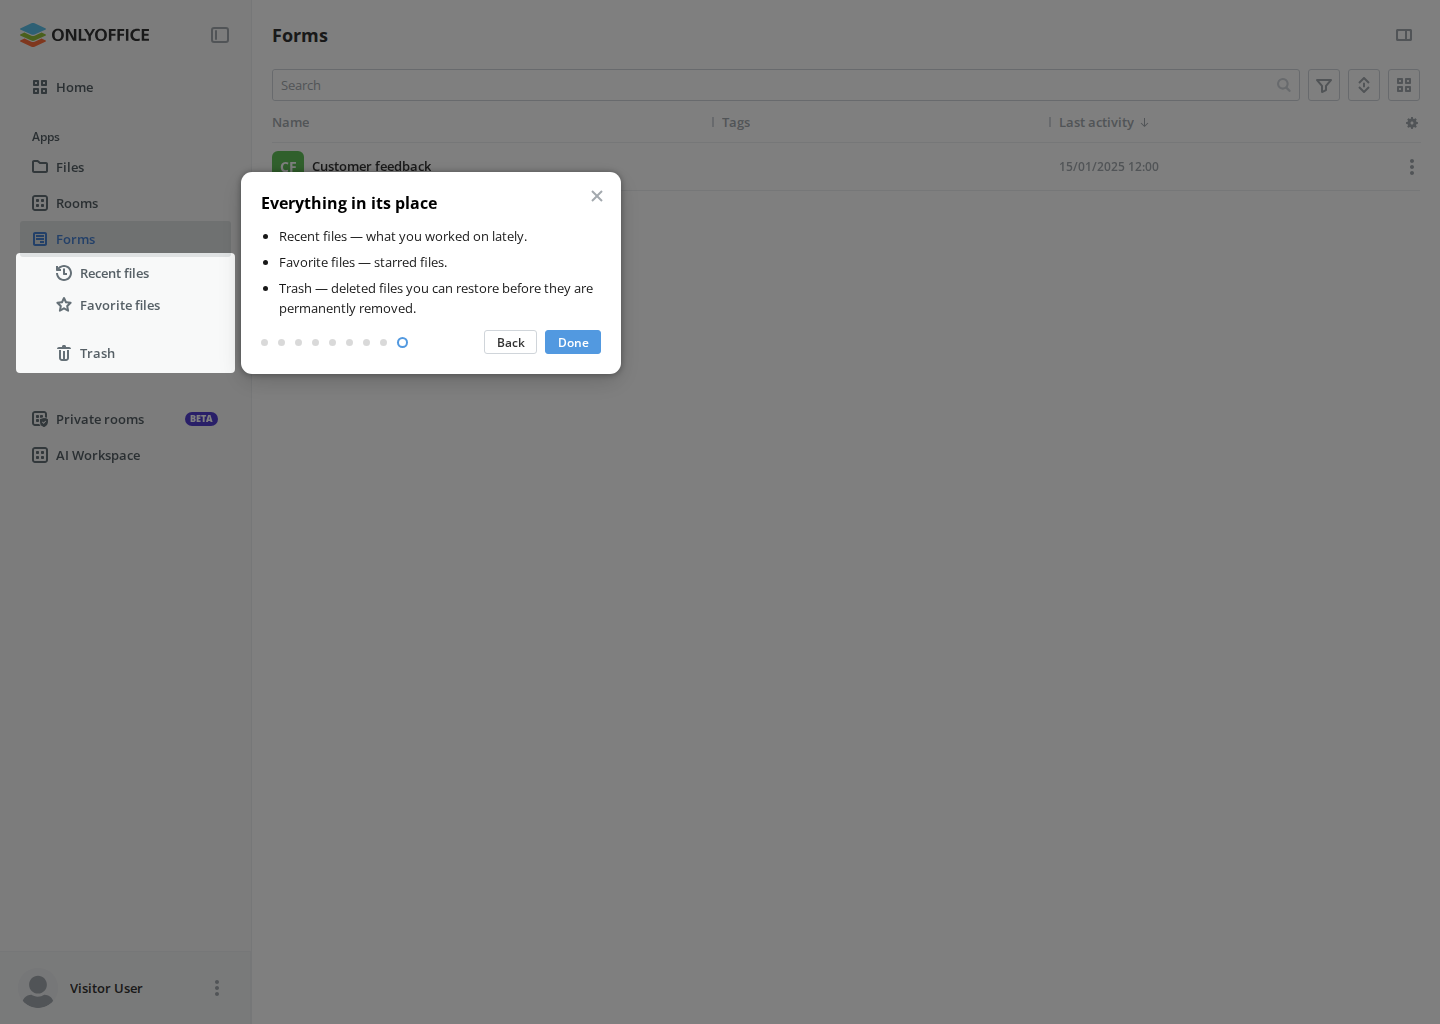 ONLYOFFICE
Home
Apps
Files
Rooms
Forms
Recent files
Favorite files
Trash
Private rooms
BETA
AI Workspace
Visitor User
Forms
Search
Name
Tags
Last activity
CF
Customer feedback
15/01/2025 12:00
Everything in its place
Recent files — what you worked on lately.
Favorite files — starred files.
Trash — deleted files you can restore before they are
permanently removed.
Back
Done